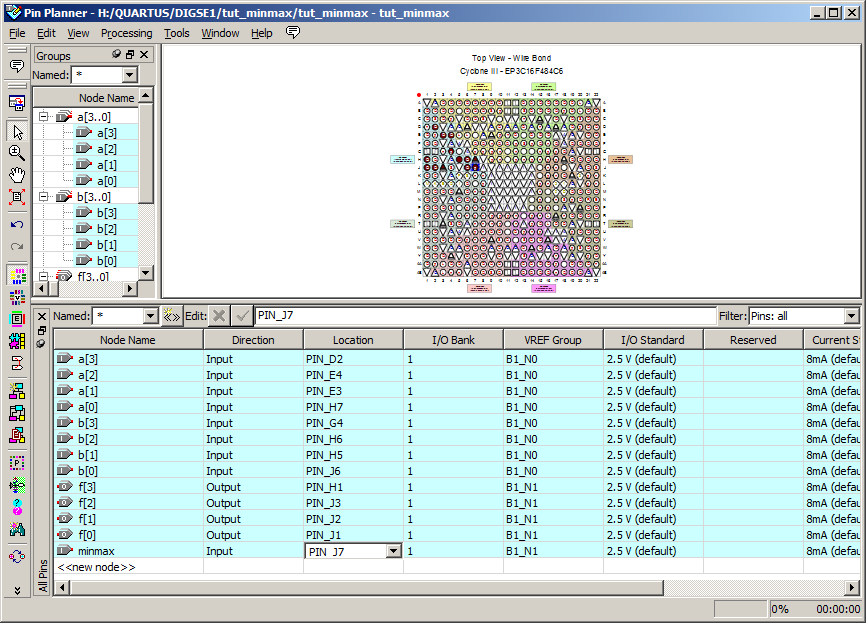 Pin Planner - H:/QUARTUS/DIGSE1/tut_minmax/tut_minmax - tut_minmax
File Edit View Processing Tools Window Help
Groups
Named: *
Node Name
a[3..0]
a[3]
a[2]
a[1]
a[0]
b[3..0]
b[3]
b[2]
b[1]
b[0]
f[3..0]
Top View - Wire Bond
Cyclone III - EP3C16F484C6
Named: * Edit: PIN_J7 Filter: Pins: all
Node Name Direction Location I/O Bank VREF Group I/O Standard Reserved Current S
a[3] Input PIN_D2 1 B1_N0 2.5 V (default) 8mA (defau
a[2] Input PIN_E4 1 B1_N0 2.5 V (default) 8mA (defau
a[1] Input PIN_E3 1 B1_N0 2.5 V (default) 8mA (defau
a[0] Input PIN_H7 1 B1_N0 2.5 V (default) 8mA (defau
b[3] Input PIN_G4 1 B1_N0 2.5 V (default) 8mA (defau
b[2] Input PIN_H6 1 B1_N0 2.5 V (default) 8mA (defau
b[1] Input PIN_H5 1 B1_N0 2.5 V (default) 8mA (defau
b[0] Input PIN_J6 1 B1_N0 2.5 V (default) 8mA (defau
f[3] Output PIN_H1 1 B1_N1 2.5 V (default) 8mA (defau
f[2] Output PIN_J3 1 B1_N1 2.5 V (default) 8mA (defau
f[1] Output PIN_J2 1 B1_N1 2.5 V (default) 8mA (defau
f[0] Output PIN_J1 1 B1_N1 2.5 V (default) 8mA (defau
minmax Input PIN_J7 1 B1_N1 2.5 V (default) 8mA (defau
<<new node>>
All Pins
0% 00:00:00